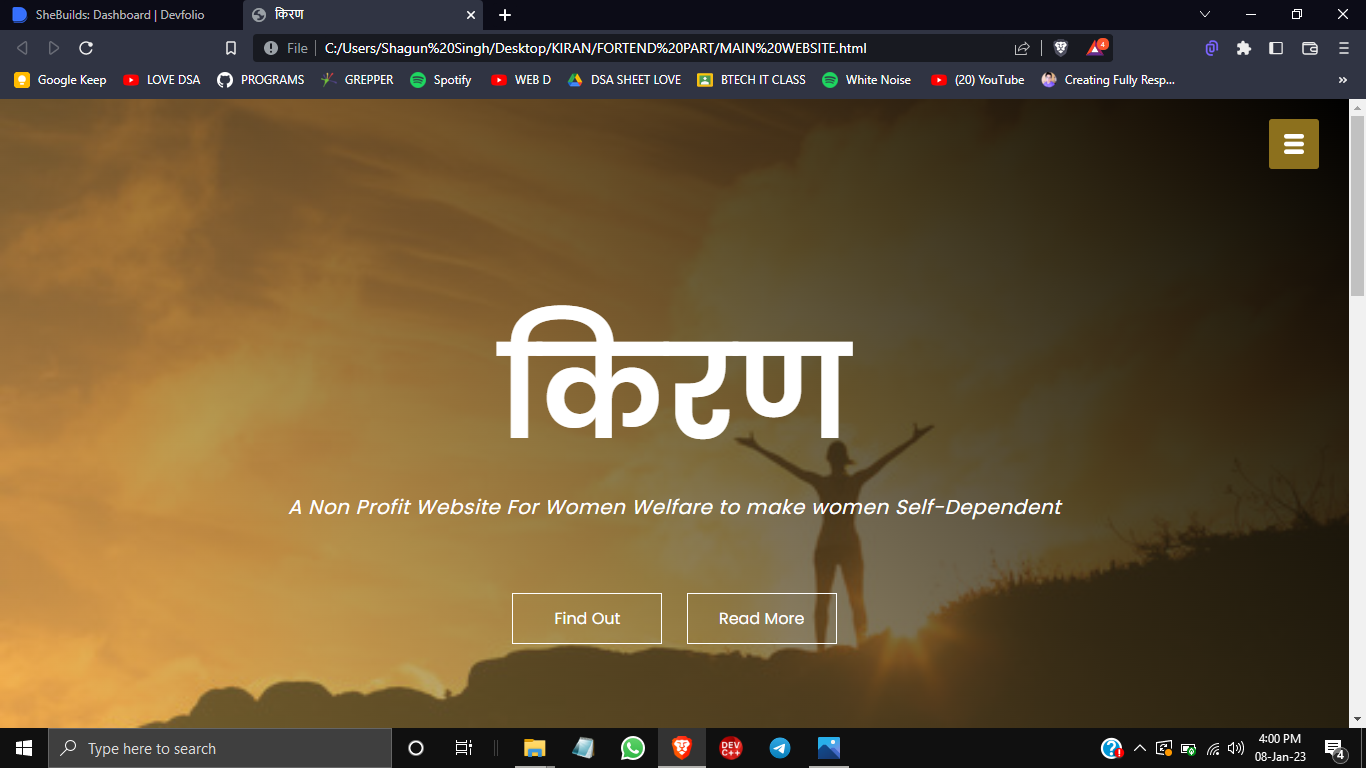 SheBuilds: Dashboard | Devfolio
किरण
File
C:/Users/Shagun%20Singh/Desktop/KIRAN/FORTEND%20PART/MAIN%20WEBSITE.html
4
Google Keep
LOVE DSA
PROGRAMS
GREPPER
Spotify
WEB D
DSA SHEET LOVE
BTECH IT CLASS
White Noise
(20) YouTube
Creating Fully Resp...
»
किरण
A Non Profit Website For Women Welfare to make women Self-Dependent
Find Out
Read More
Type here to search
DEV
C++
4:00 PM
08-Jan-23
4